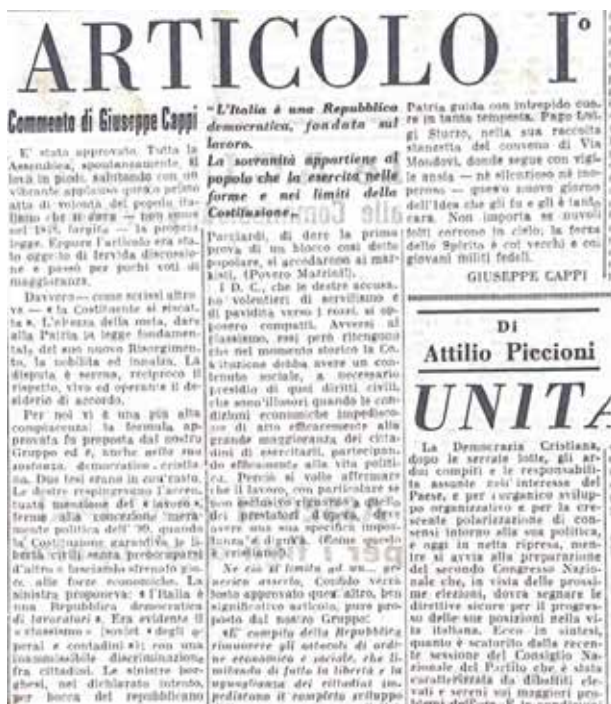 ARTICOLO I°
Commento di Giuseppe Cappi
E' stato approvato. Tutta la
Assemblea, spontaneamente, si
levò in piedi, salutando con un
vibrante applauso questo primo
atto di volontà del popolo ita-
liano che si dava — non come
nel 1848, largita — la propria
legge. Eppure l'articolo era sta-
to oggetto di fervida discussio-
ne e passò per pochi voti di
maggioranza.
Davvero — come scrissi altro-
ve — «la Costituente si riscat-
ta». L'altezza della meta, dare
alla Patria la legge fondamen-
tale del suo nuovo Risorgimen-
to, la nobilita ed innalza. La
disputa è serrata, reciproco il
rispetto, vivo ed operante il de-
siderio di accordo.
Per noi vi è una più alta
compiacenza: la formula ap-
provata fu proposta dal nostro
Gruppo ed è, anche nella sua
sostanza, democratico-cristia-
na. Due tesi erano in contrasto.
Le destre respingevano l'accen-
tuata menzione del «lavoro»,
ferme alla concezione mera-
mente politica dell'89, secondo
la Costituzione garantiva le li-
bertà civili senza preoccuparsi
d'altro e lasciando sfrenato gio-
co alle forze economiche. La
sinistra proponeva: «l'Italia è
una Repubblica democratica
di lavoratori». Era evidente il
«classismo» (soviet degli o-
perai e contadini); con una
inammissibile discriminazione
fra cittadini. Le sinistre bor-
ghesi, nel dichiarato intento,
per bocca del repubblicano
"L'Italia è una Repubblica
democratica, fondata sul
lavoro.
La sovranità appartiene al
popolo che la esercita nelle
forme e nei limiti della
Costituzione„
Pacciardi, di dare la prima
prova di un blocco così detto
popolare, si accodarono ai mar-
xisti. (Povero Mazzini!).
I D. C., che le destre accusa-
no volentieri di servilismo e
di pavidità verso i rossi, si op-
posero compatti. Avversi al
classismo, essi però ritengono
che nel momento storico la Co-
stituzione debba avere un con-
tenuto sociale, a necessario
presidio di quei diritti civili,
che sono illusori quando le con-
dizioni economiche impedisco-
no di atto efficacemente alla
grande maggioranza dei citta-
dini di esercitarli, partecipan-
do efficacemente alla vita politi-
ca. Perciò si volle affermare
che il lavoro, con particolare se
non esclusivo riguardo a quello
dei prestatori d'opera, deve
avere una sua specifica impor-
tanza e dignità. (Come quello
è cristiano!)
Nè ciò si limita ad un... ge-
nerico asserto. Confido verrà
tosto approvato quest'altro, ben
significativo articolo, pure pro-
posto dal nostro Gruppo:
«E' compito della Repubblica
rimuovere gli ostacoli di ordi-
ne economico e sociale, che li-
mitando di fatto la libertà e la
uguaglianza dei cittadini im-
pediscono il completo sviluppo
Patria guida con intrepido cuo-
re in tanta tempesta. Pago Lui-
gi Sturzo, nella sua raccolta
stanzetta del convento di Via
Mondovì, donde segue con vigi-
le ansia — nè silenzioso nè ino-
peroso — questo nuovo giorno
dell'Idea che gli fu e gli è tanto
cara. Non importa se nuvoli
folti corrono in cielo; la forza
dello Spirito è coi vecchi e coi
giovani militi fedeli.
GIUSEPPE CAPPI
DI
Attilio Piccioni
UNITA
La Democrazia Cristiana,
dopo le serrate lotte, gli ar-
dui compiti e le responsabili-
tà assunte nell'interesse del
Paese, e per l'organico svilup-
po organizzativo e per la cre-
scente polarizzazione di con-
sensi intorno alla sua politica,
è oggi in netta ripresa, men-
tre si avvia alla preparazione
del secondo Congresso Nazio-
nale che, in vista delle prossi-
me elezioni, dovrà segnare le
direttive sicure per il progres-
so delle sue posizioni nella vi-
ta italiana. Ecco in sintesi,
quanto è scaturito dalla recen-
te sessione del Consiglio Na-
zionale del Partito che è stata
caratterizzata da dibattiti ele-
vati e sereni sui maggiori pro-